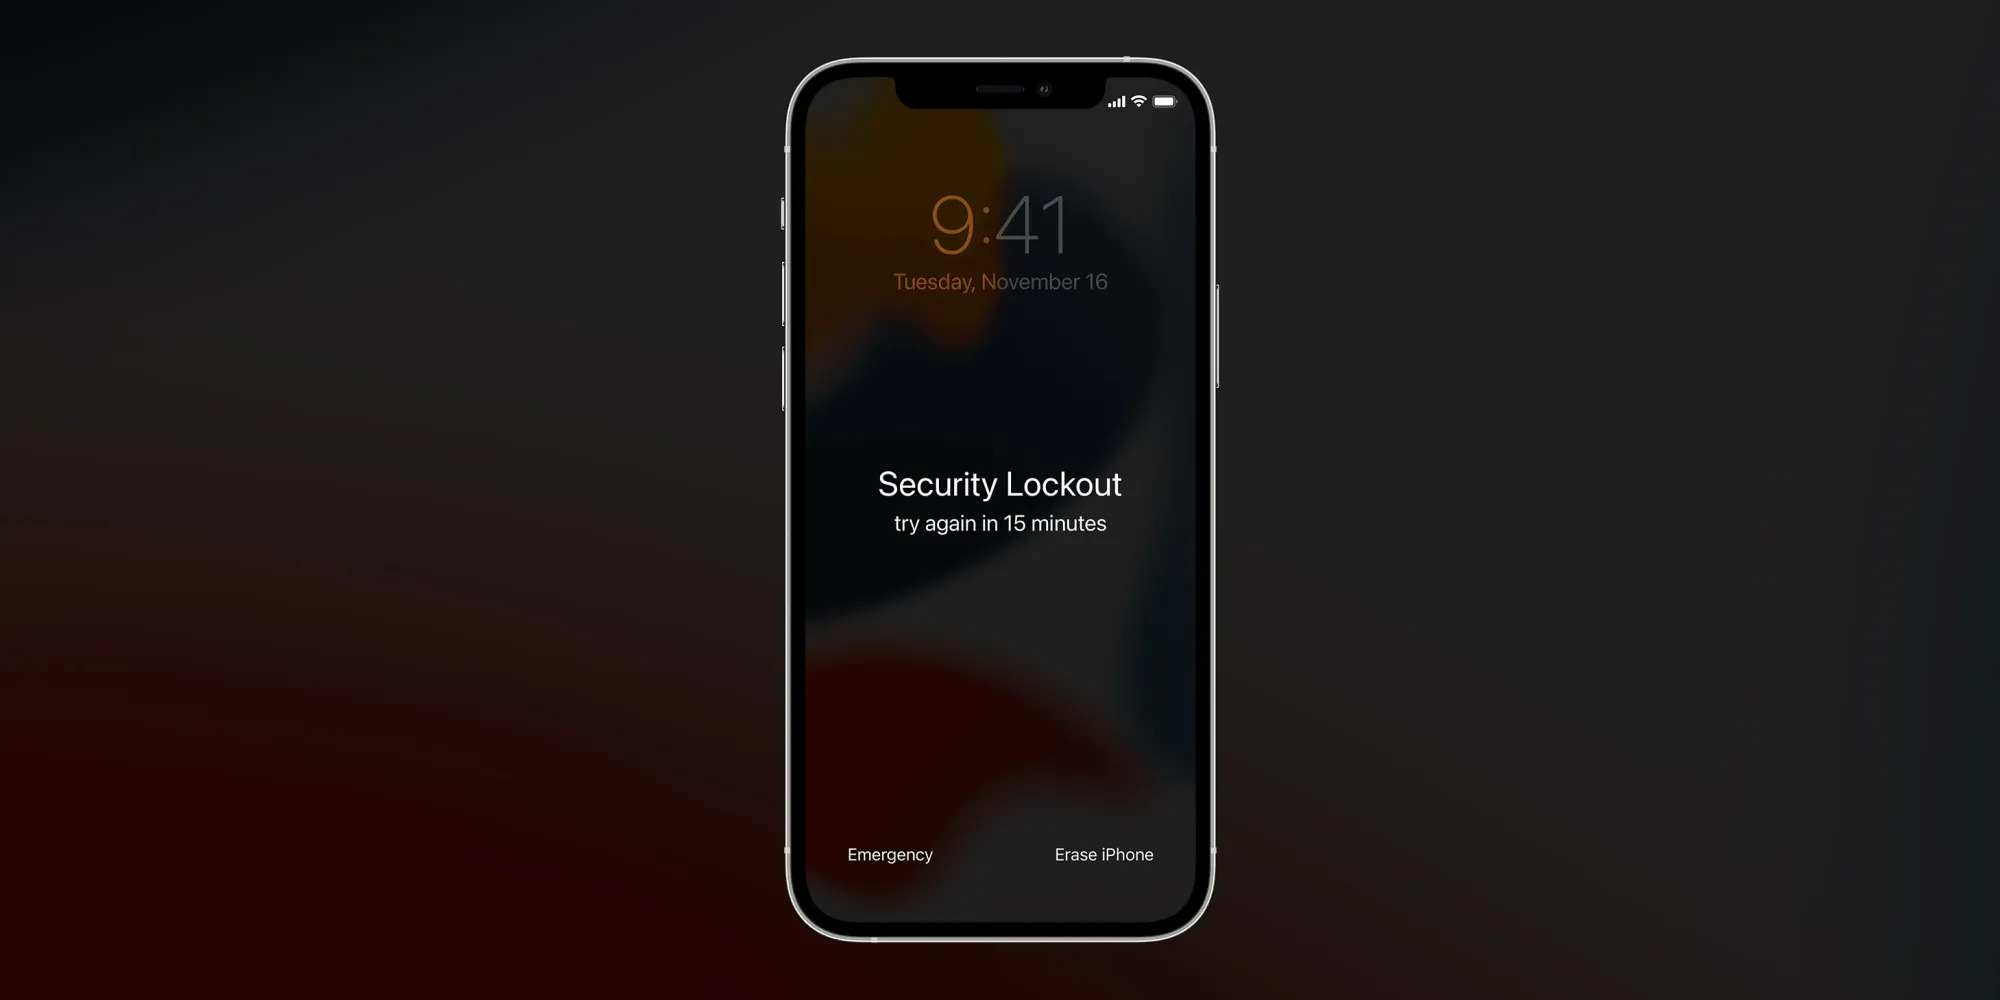 9:41
Tuesday, November 16
Security Lockout
try again in 15 minutes
Emergency
Erase iPhone